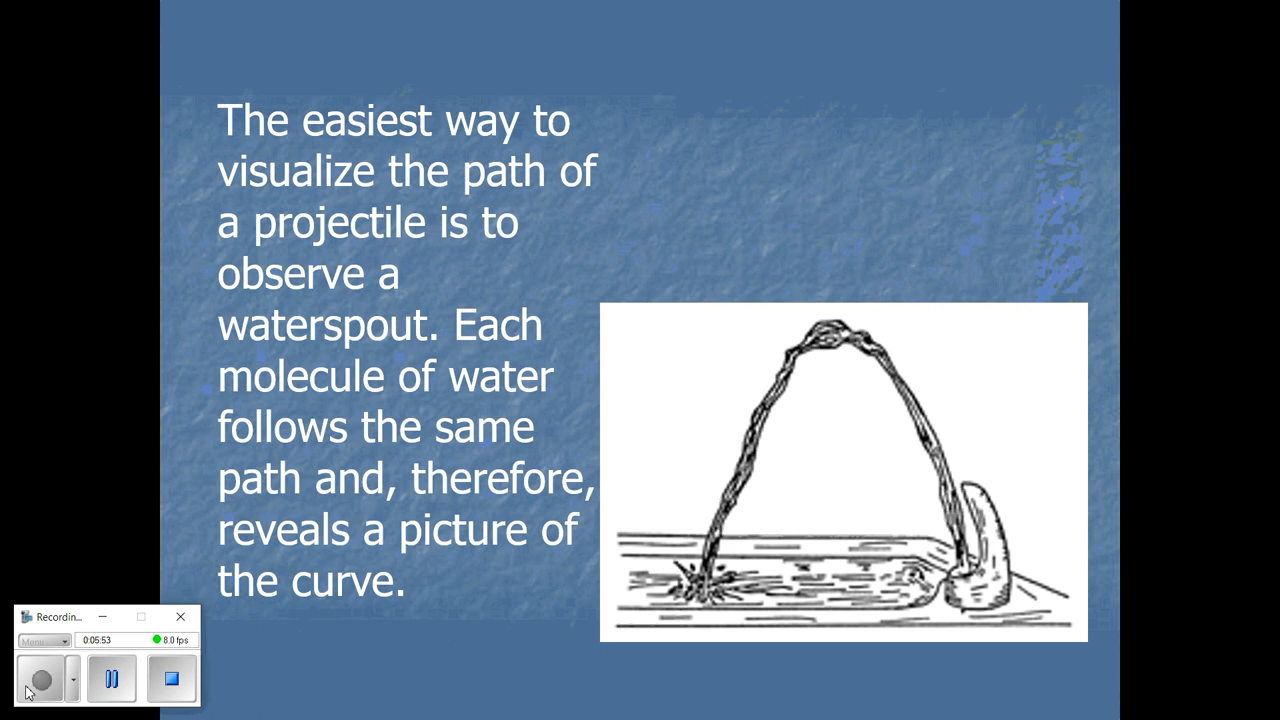 The easiest way to
visualize the path of
a projectile is to
observe a
waterspout. Each
molecule of water
follows the same
path and, therefore,
reveals a picture of
the curve.
Recordin...
Menu
0:05:53
8.0 fps